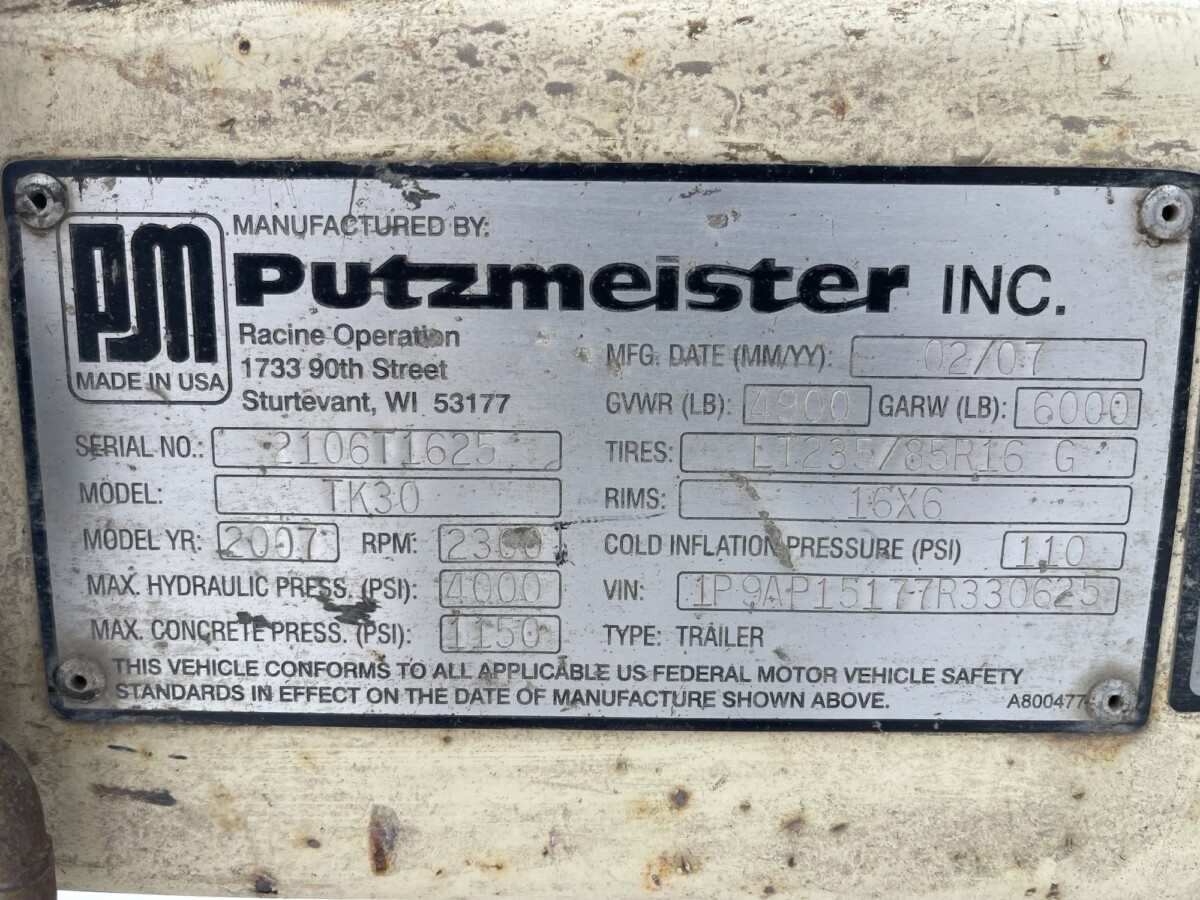 PM
MADE IN USA
MANUFACTURED BY:
Putzmeister INC.
Racine Operation
1733 90th Street
Sturtevant, WI 53177
MFG. DATE (MM/YY): 02/07
GVWR (LB): 4900 GARW (LB): 6000
SERIAL NO.: 2106T1625
TIRES: LT235/85R16 G
MODEL: TK30
RIMS: 16X6
MODEL YR: 2007 RPM: 2300
COLD INFLATION PRESSURE (PSI) 110
MAX. HYDRAULIC PRESS. (PSI): 4000
VIN: 1P9AP15177R330625
MAX. CONCRETE PRESS. (PSI): 1150
TYPE: TRAILER
THIS VEHICLE CONFORMS TO ALL APPLICABLE US FEDERAL MOTOR VEHICLE SAFETY
STANDARDS IN EFFECT ON THE DATE OF MANUFACTURE SHOWN ABOVE.